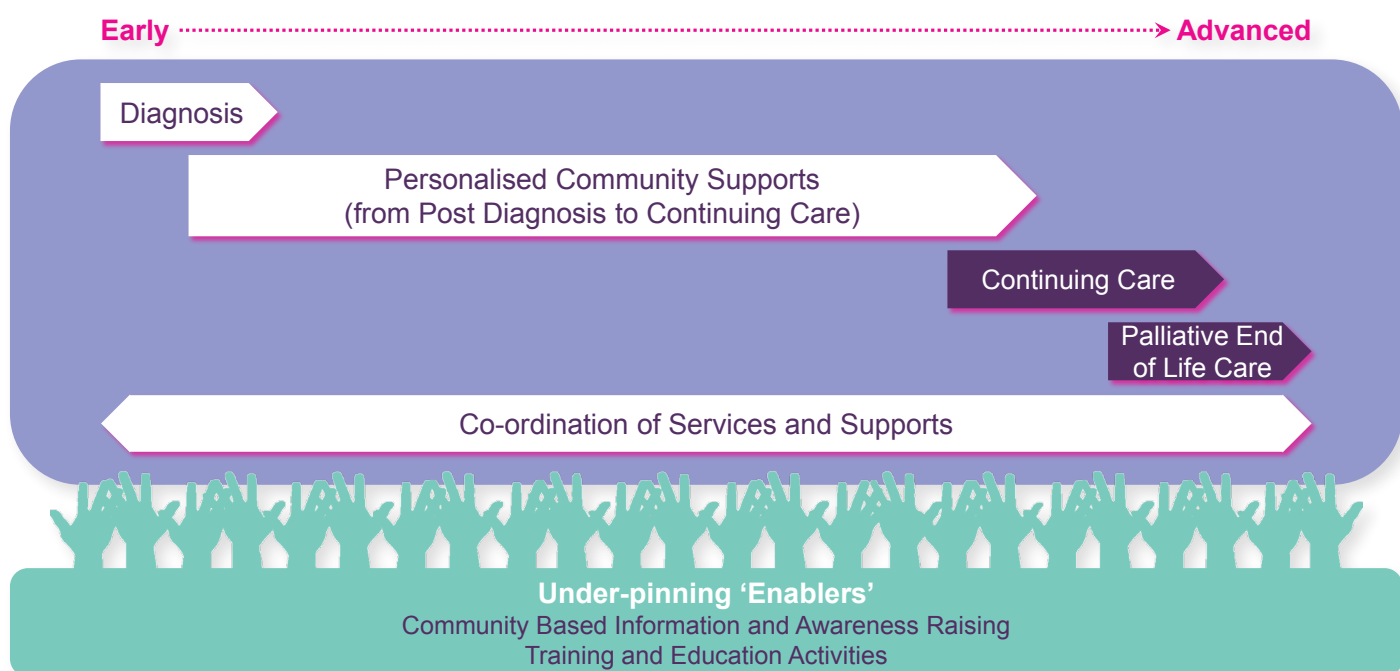 Early
Advanced
Diagnosis
Personalised Community Supports
(from Post Diagnosis to Continuing Care)
Continuing Care
Palliative End
of Life Care
Co-ordination of Services and Supports
Under-pinning ‘Enablers’
Community Based Information and Awareness Raising
Training and Education Activities